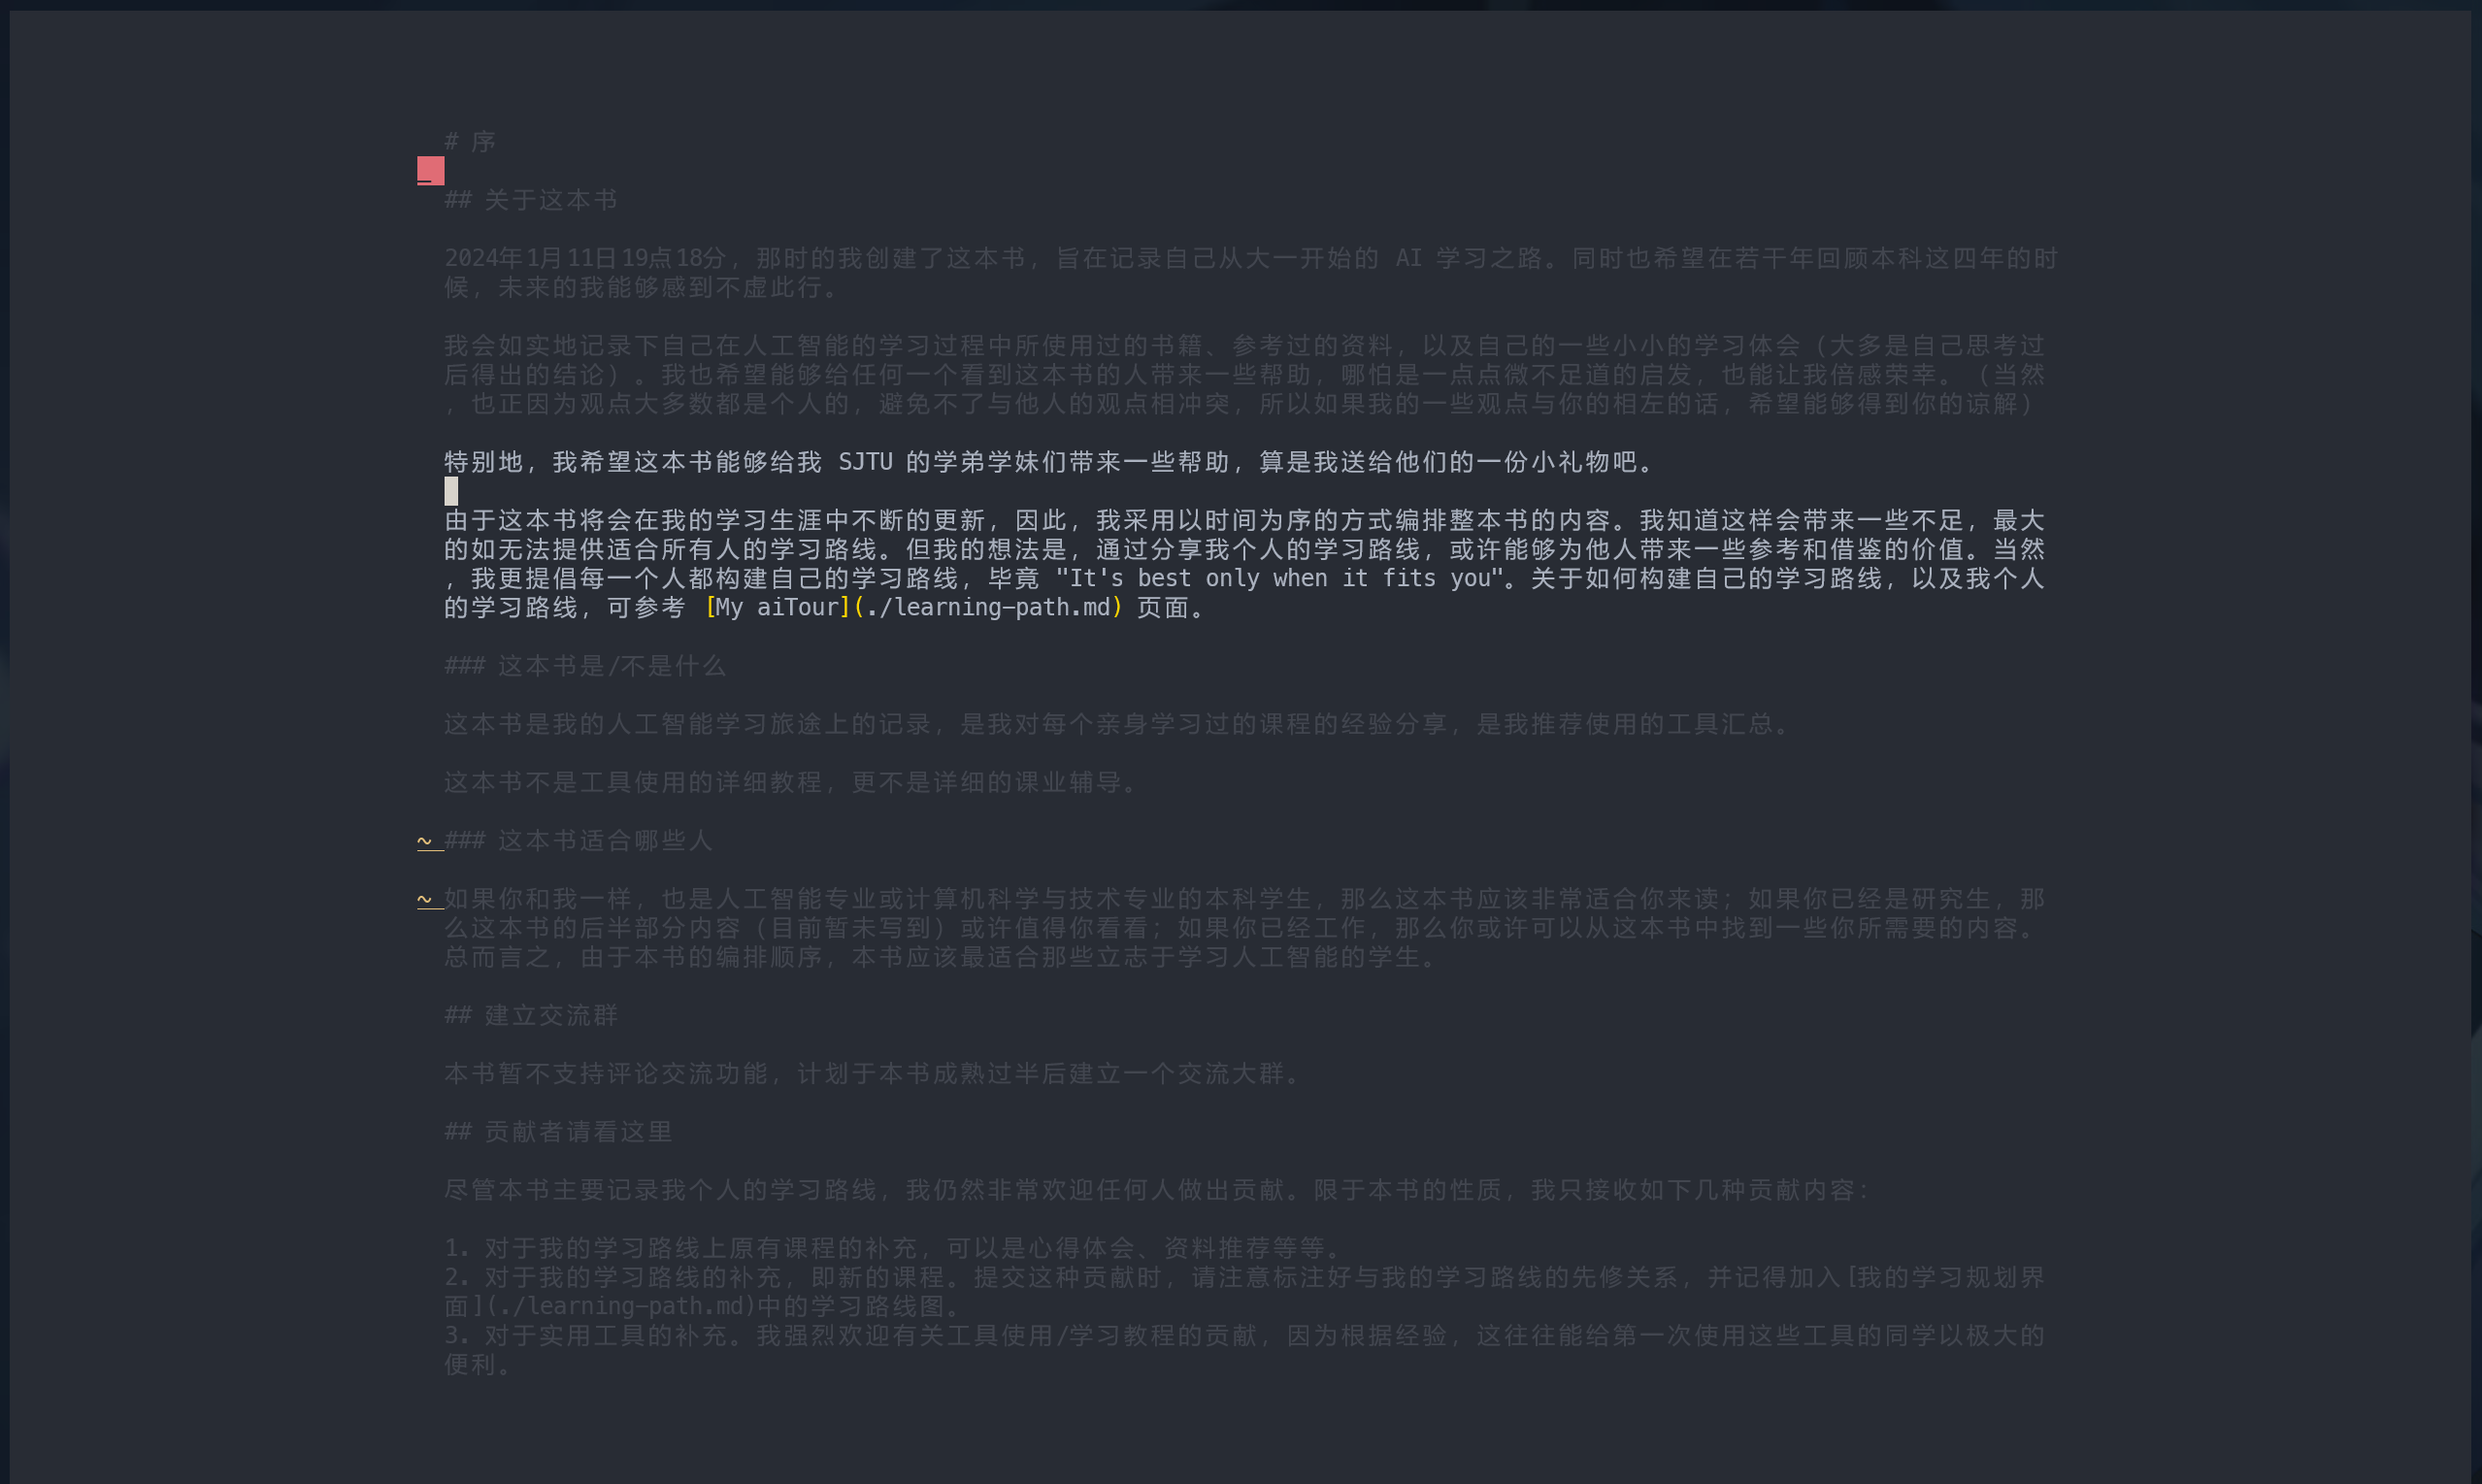 # 序
_
## 关于这本书
2024年1月11日19点18分，那时的我创建了这本书，旨在记录自己从大一开始的 AI 学习之路。同时也希望在若干年回顾本科这四年的时
候，未来的我能够感到不虚此行。
我会如实地记录下自己在人工智能的学习过程中所使用过的书籍、参考过的资料，以及自己的一些小小的学习体会（大多是自己思考过
后得出的结论）。我也希望能够给任何一个看到这本书的人带来一些帮助，哪怕是一点点微不足道的启发，也能让我倍感荣幸。（当然
，也正因为观点大多数都是个人的，避免不了与他人的观点相冲突，所以如果我的一些观点与你的相左的话，希望能够得到你的谅解）
特别地，我希望这本书能够给我 SJTU 的学弟学妹们带来一些帮助，算是我送给他们的一份小礼物吧。
由于这本书将会在我的学习生涯中不断的更新，因此，我采用以时间为序的方式编排整本书的内容。我知道这样会带来一些不足，最大
的如无法提供适合所有人的学习路线。但我的想法是，通过分享我个人的学习路线，或许能够为他人带来一些参考和借鉴的价值。当然
，我更提倡每一个人都构建自己的学习路线，毕竟 "It's best only when it fits you"。关于如何构建自己的学习路线，以及我个人
的学习路线，可参考 [My aiTour](./learning-path.md) 页面。
### 这本书是/不是什么
这本书是我的人工智能学习旅途上的记录，是我对每个亲身学习过的课程的经验分享，是我推荐使用的工具汇总。
这本书不是工具使用的详细教程，更不是详细的课业辅导。
~ ### 这本书适合哪些人
~ 如果你和我一样，也是人工智能专业或计算机科学与技术专业的本科学生，那么这本书应该非常适合你来读；如果你已经是研究生，那
么这本书的后半部分内容（目前暂未写到）或许值得你看看；如果你已经工作，那么你或许可以从这本书中找到一些你所需要的内容。
总而言之，由于本书的编排顺序，本书应该最适合那些立志于学习人工智能的学生。
## 建立交流群
本书暂不支持评论交流功能，计划于本书成熟过半后建立一个交流大群。
## 贡献者请看这里
尽管本书主要记录我个人的学习路线，我仍然非常欢迎任何人做出贡献。限于本书的性质，我只接收如下几种贡献内容：
1. 对于我的学习路线上原有课程的补充，可以是心得体会、资料推荐等等。
2. 对于我的学习路线的补充，即新的课程。提交这种贡献时，请注意标注好与我的学习路线的先修关系，并记得加入[我的学习规划界
面](./learning-path.md)中的学习路线图。
3. 对于实用工具的补充。我强烈欢迎有关工具使用/学习教程的贡献，因为根据经验，这往往能给第一次使用这些工具的同学以极大的
便利。